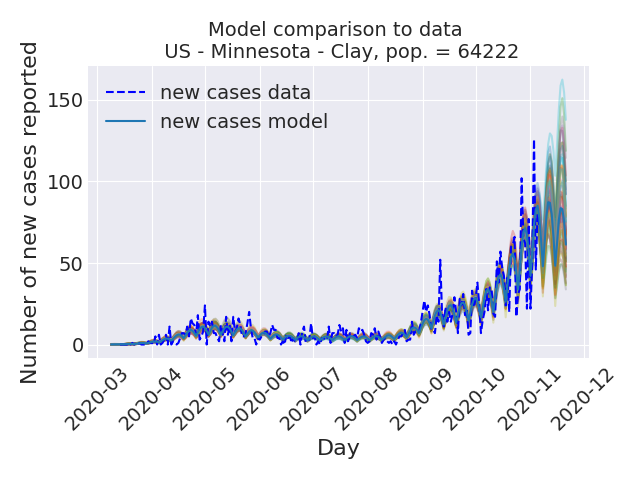 Model comparison to data
US - Minnesota - Clay, pop. = 64222
Number of new cases reported
150
100
50
0
new cases data
new cases model
2020-03
2020-04
2020-05
2020-06
2020-07
2020-08
2020-09
2020-10
2020-11
2020-12
Day